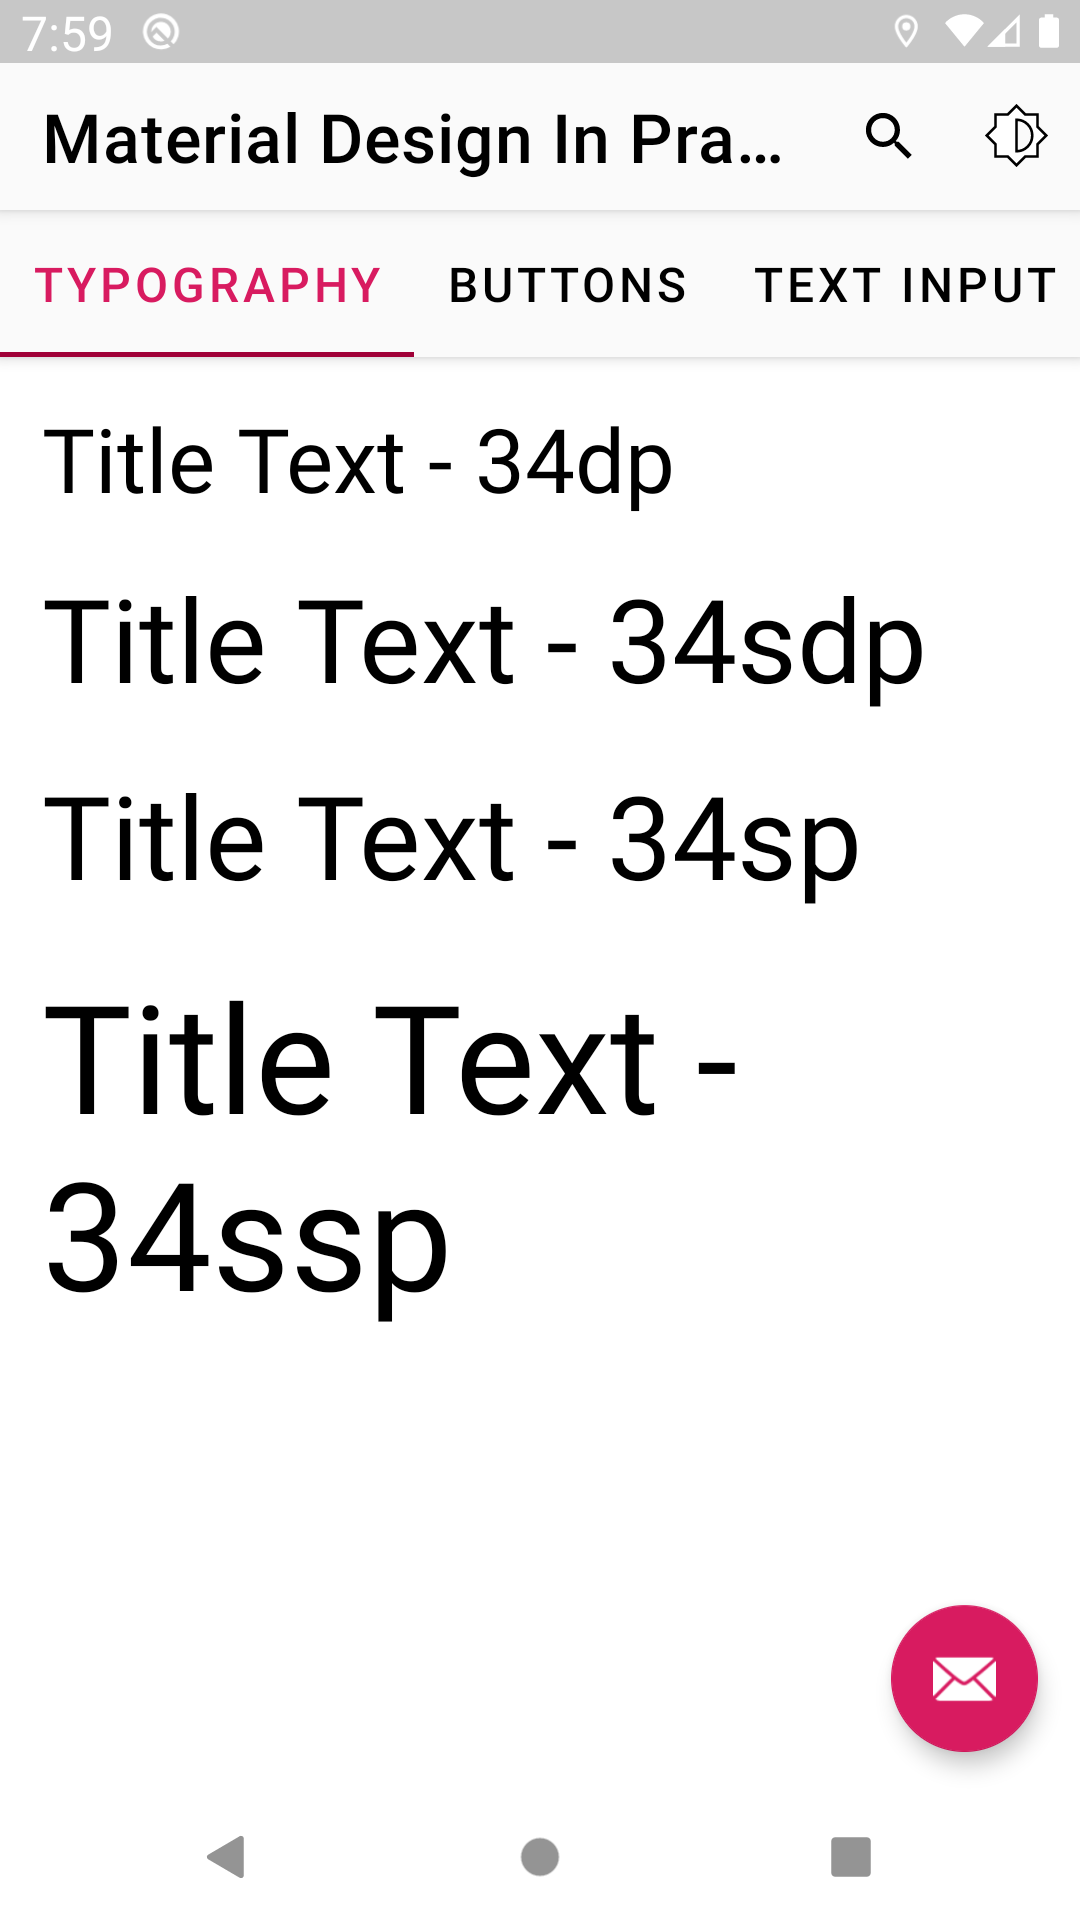 7:59
Material Design In Pra...
TYPOGRAPHY BUTTONS TEXT INPUT
Title Text - 34dp
Title Text - 34sdp
Title Text - 34sp
Title Text -
34ssp